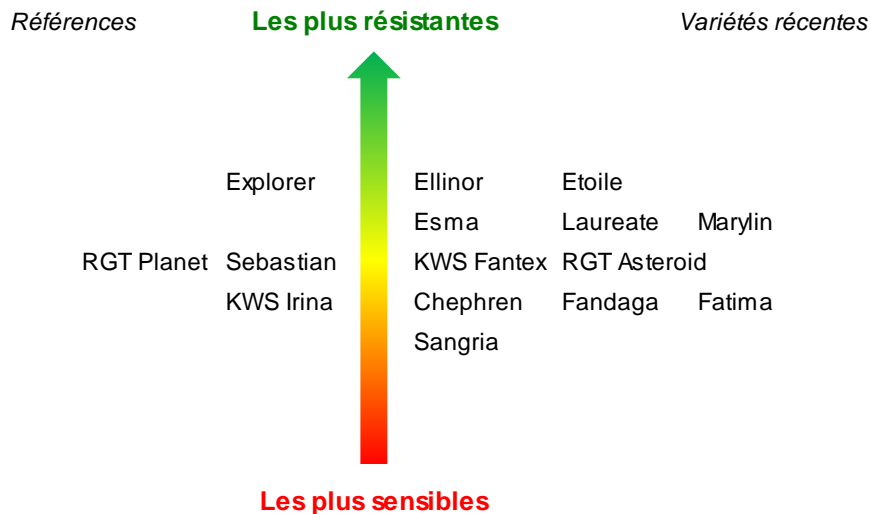 Références Les plus résistantes Variétés récentes
Explorer Ellinor Etoile
Esma Laureate Marylin
RGT Planet Sebastian KWS Fantex RGT Asteroid
KWS Irina Chephren Fandaga Fatima
Sangria
Les plus sensibles